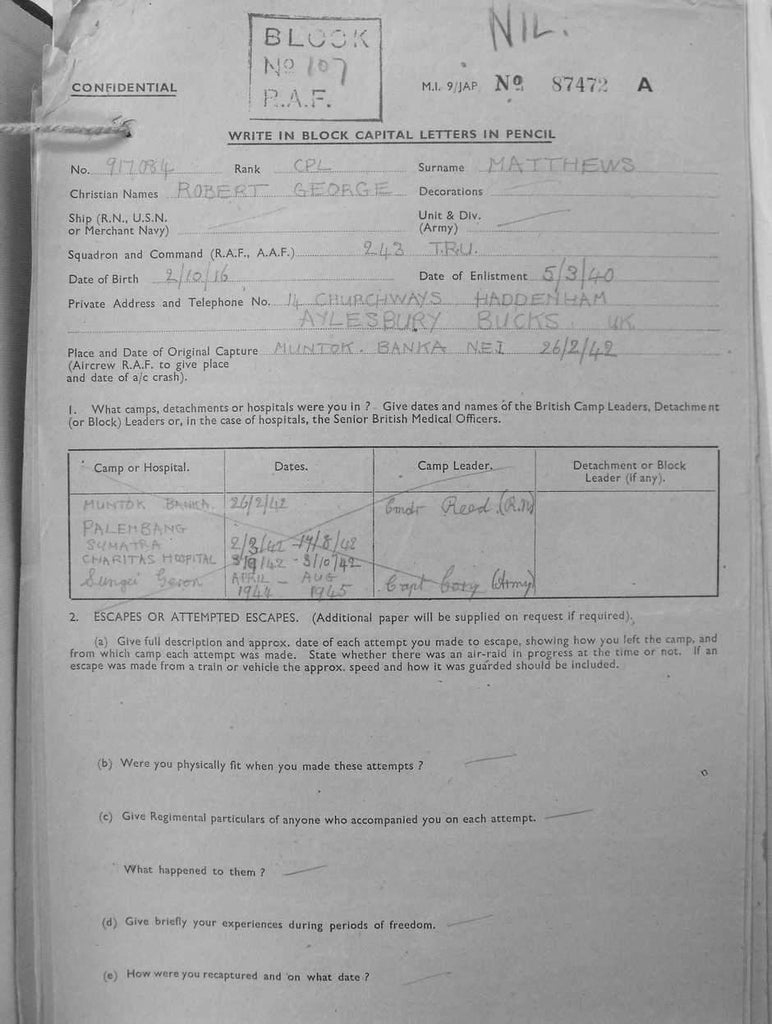 NIL.
BLOCK
Nº 107
R.A.F.
CONFIDENTIAL
M.I. 9/JAP Nº 87472 A
WRITE IN BLOCK CAPITAL LETTERS IN PENCIL
No. 917084 Rank CPL Surname MATTHEWS
Christian Names ROBERT GEORGE Decorations
Ship (R.N., U.S.N.
or Merchant Navy)
Unit & Div.
(Army)
Squadron and Command (R.A.F., A.A.F.) 243 T.R.U.
Date of Birth 2/10/16 Date of Enlistment 5/3/40
Private Address and Telephone No. 14 CHURCHWAYS HADDENHAM
AYLESBURY BUCKS. UK
Place and Date of Original Capture MUNTOK. BANKA N.E.I 26/2/42
(Aircrew R.A.F. to give place
and date of a/c crash).
1. What camps, detachments or hospitals were you in ? Give dates and names of the British Camp Leaders, Detachment
(or Block) Leaders or, in the case of hospitals, the Senior British Medical Officers.
Camp or Hospital. Dates. Camp Leader. Detachment or Block
Leader (if any).
MUNTOK BANKA. 26/2/42 Cmdr Reed (R.N)
PALEMBANG
SUMATRA 2/3/42 - 14/8/42
CHARITAS HOSPITAL 3/9/42 - 3/10/42
Sungei Geron APRIL 1944 - AUG 1945 Capt (Army)
2. ESCAPES OR ATTEMPTED ESCAPES. (Additional paper will be supplied on request if required).
(a) Give full description and approx. date of each attempt you made to escape, showing how you left the camp, and
from which camp each attempt was made. State whether there was an air-raid in progress at the time or not. If an
escape was made from a train or vehicle the approx. speed and how it was guarded should be included.
(b) Were you physically fit when you made these attempts ?
(c) Give Regimental particulars of anyone who accompanied you on each attempt.
What happened to them ?
(d) Give briefly your experiences during periods of freedom.
(e) How were you recaptured and on what date ?